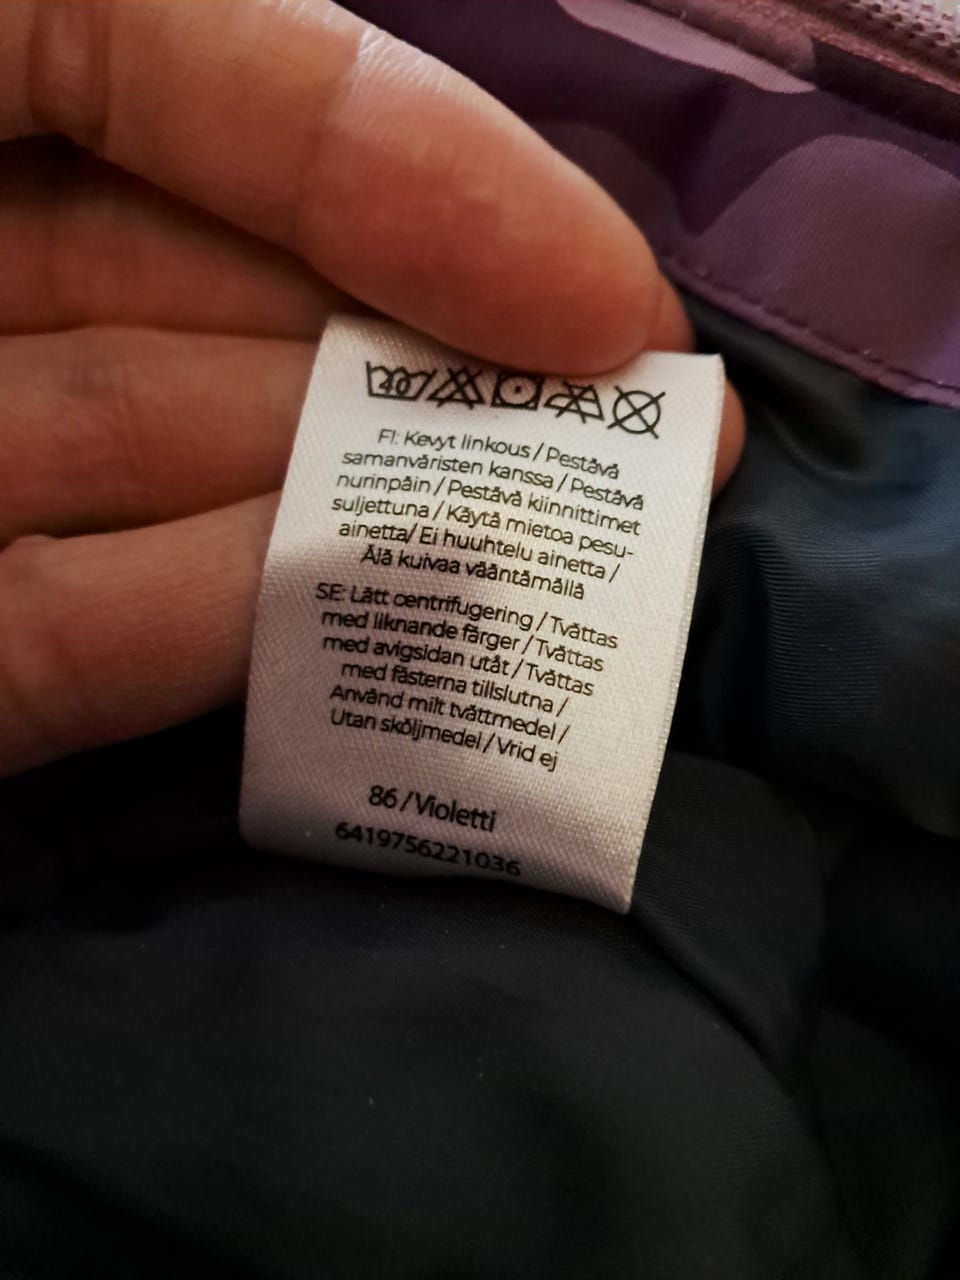 40
FI: Kevyt linkous / Pestävä
samanväristen kanssa / Pestävä
nurinpäin / Pestävä kiinnittimet
suljettuna / Käytä mietoa pesu-
ainetta/ Ei huuhtelu ainetta /
Älä kuivaa vääntämällä
SE: Lätt centrifugering / Tvättas
med liknande färger / Tvättas
med avigsidan utåt / Tvättas
med fästerna tillslutna /
Använd milt tvättmedel /
Utan sköljmedel / Vrid ej
86 / Violetti
6419756221036